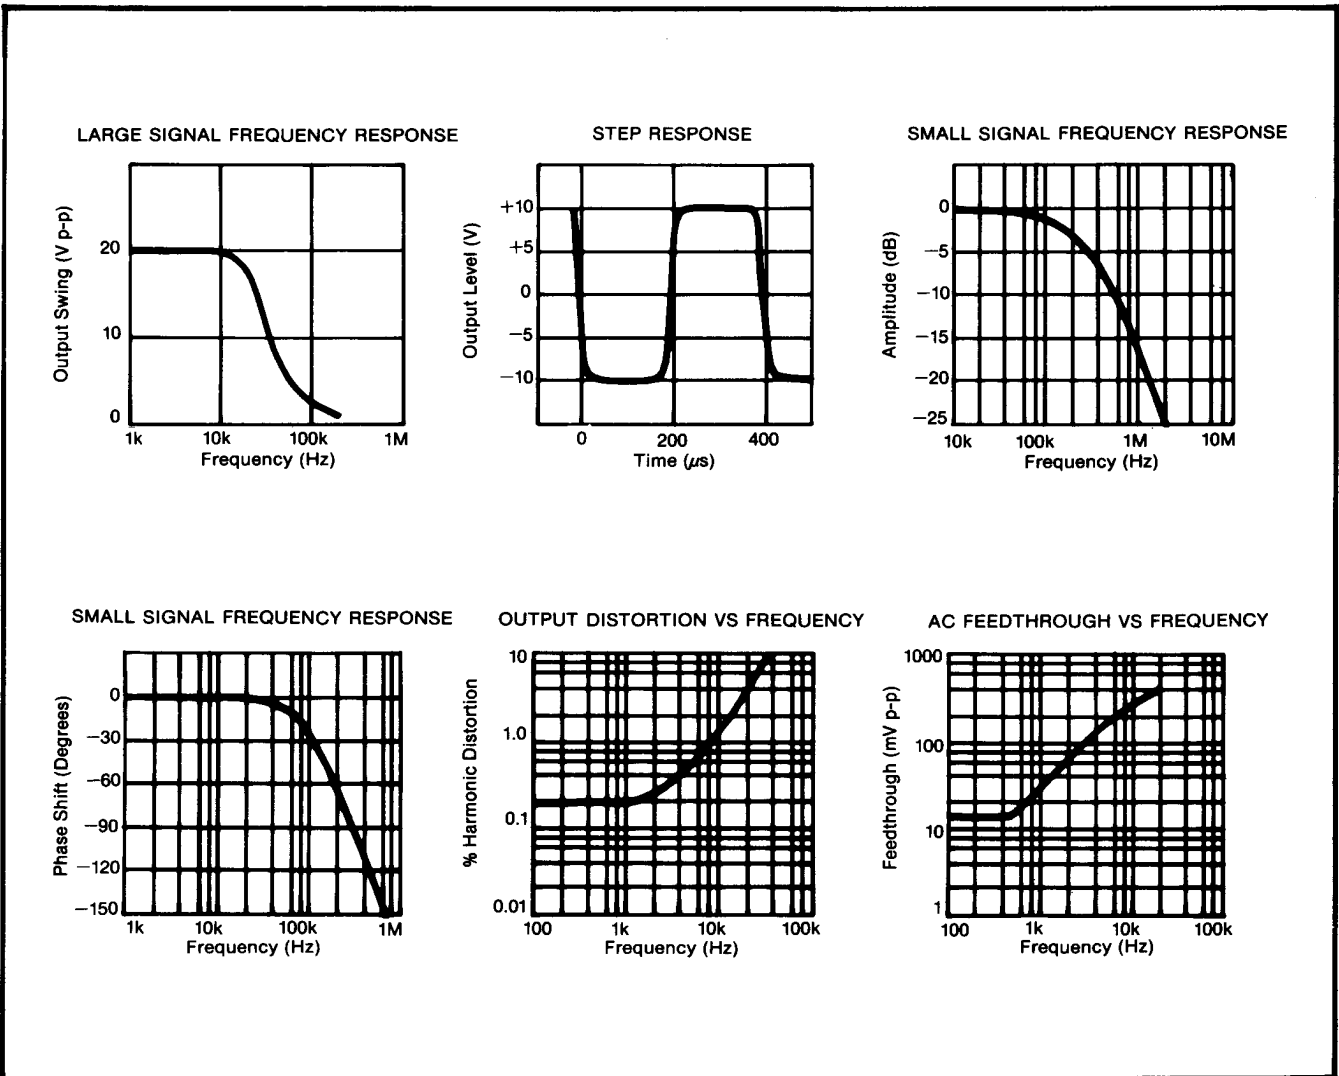 LARGE SIGNAL FREQUENCY RESPONSE
Output Swing (V p-p)
20
10
0
1k 10k 100k 1M
Frequency (Hz)
STEP RESPONSE
Output Level (V)
+10
+5
0
−5
−10
0 200 400
Time (μs)
SMALL SIGNAL FREQUENCY RESPONSE
Amplitude (dB)
0
−5
−10
−15
−20
−25
10k 100k 1M 10M
Frequency (Hz)
SMALL SIGNAL FREQUENCY RESPONSE
Phase Shift (Degrees)
0
−30
−60
−90
−120
−150
1k 10k 100k 1M
Frequency (Hz)
OUTPUT DISTORTION VS FREQUENCY
% Harmonic Distortion
10
1.0
0.1
0.01
100 1k 10k 100k
Frequency (Hz)
AC FEEDTHROUGH VS FREQUENCY
Feedthrough (mV p-p)
1000
100
10
1
100 1k 10k 100k
Frequency (Hz)